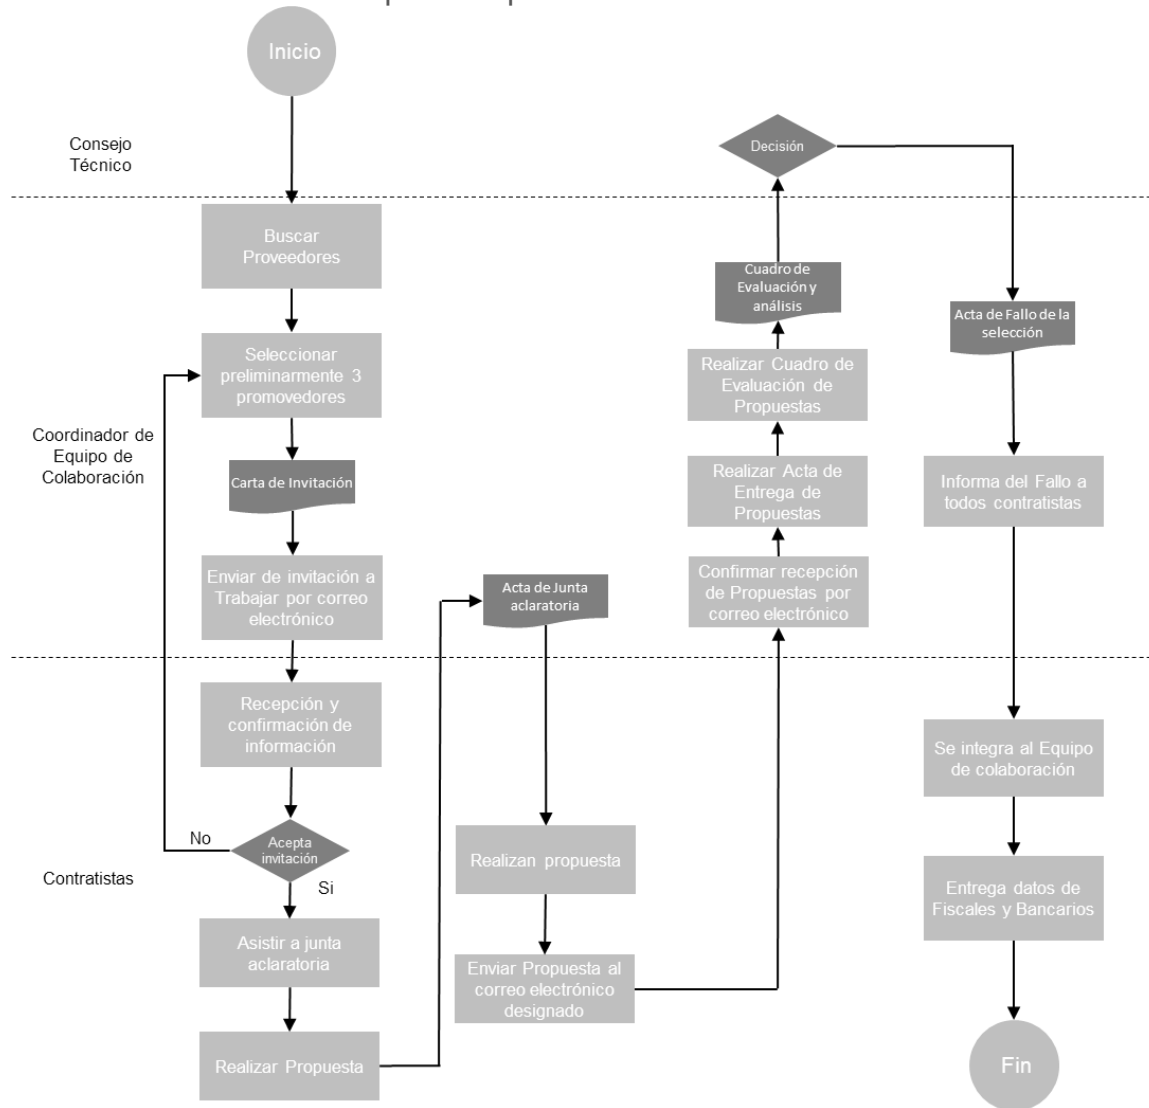 Inicio
Consejo
Técnico
Decisión
Buscar
Proveedores
Cuadro de
Evaluación y
análisis
Acta de Fallo de la
selección
Seleccionar
preliminarmente 3
promovedores
Realizar Cuadro de
Evaluación de
Propuestas
Coordinador de
Equipo de
Colaboración
Carta de Invitación
Realizar Acta de
Entrega de
Propuestas
Informa del Fallo a
todos contratistas
Enviar de invitación a
Trabajar por correo
electrónico
Acta de Junta
aclaratoria
Confirmar recepción
de Propuestas por
correo electrónico
Recepción y
confirmación de
información
Se integra al Equipo
de colaboración
No
Acepta
invitación
Si
Realizan propuesta
Contratistas
Entrega datos de
Fiscales y Bancarios
Asistir a junta
aclaratoria
Enviar Propuesta al
correo electrónico
designado
Realizar Propuesta
Fin